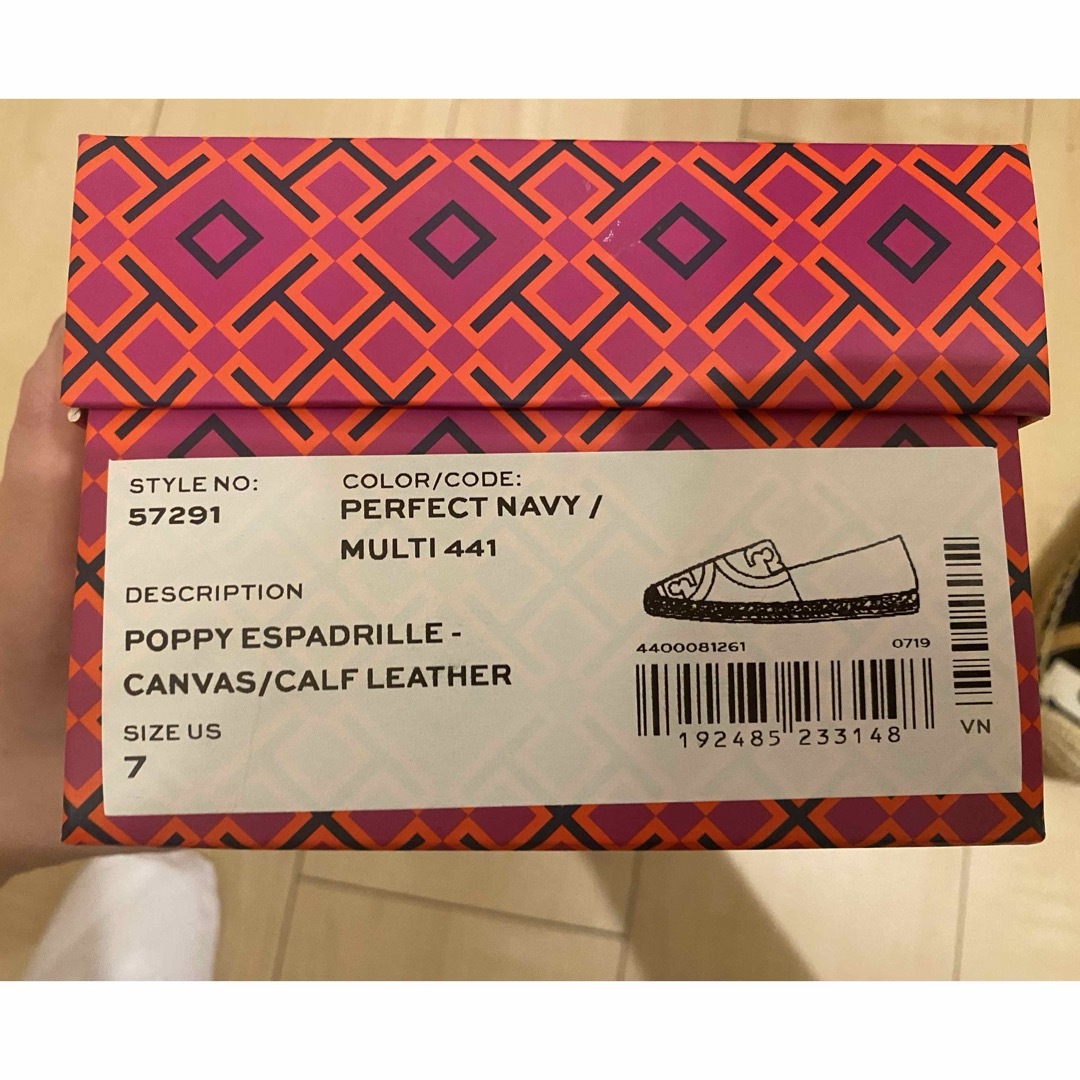 STYLE NO:
57291
COLOR/CODE:
PERFECT NAVY /
MULTI 441
DESCRIPTION
POPPY ESPADRILLE -
CANVAS/CALF LEATHER
SIZE US
7
4400081261 0719
192485 233148
VN